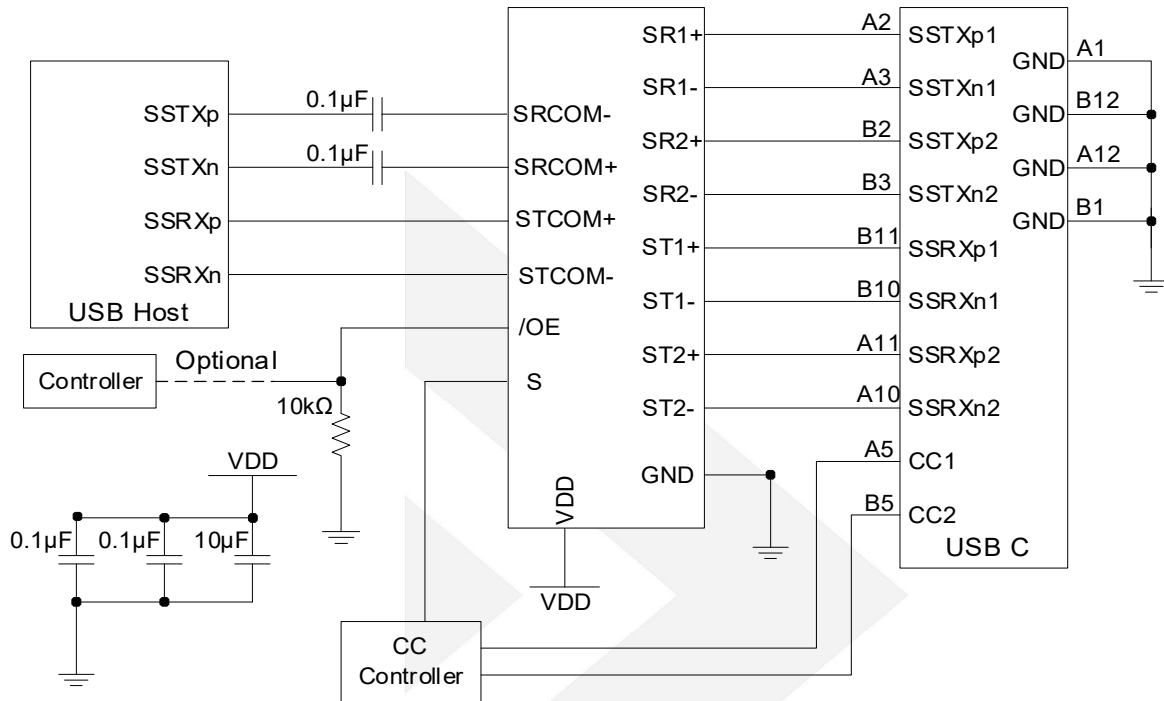 SSTXp
SSTXn
SSRXp
SSRXn
USB Host
0.1µF
0.1µF
SRCOM-
SRCOM+
STCOM+
STCOM-
/OE
S
VDD
SR1+
SR1-
SR2+
SR2-
ST1+
ST1-
ST2+
ST2-
GND
VDD
A2
A3
B2
B3
B11
B10
A11
A10
A5
B5
SSTXp1
SSTXn1
SSTXp2
SSTXn2
SSRXp1
SSRXn1
SSRXp2
SSRXn2
CC1
CC2
USB C
GND
GND
GND
GND
A1
B12
A12
B1
Controller
Optional
10kΩ
VDD
0.1µF
0.1µF
10µF
CC
Controller